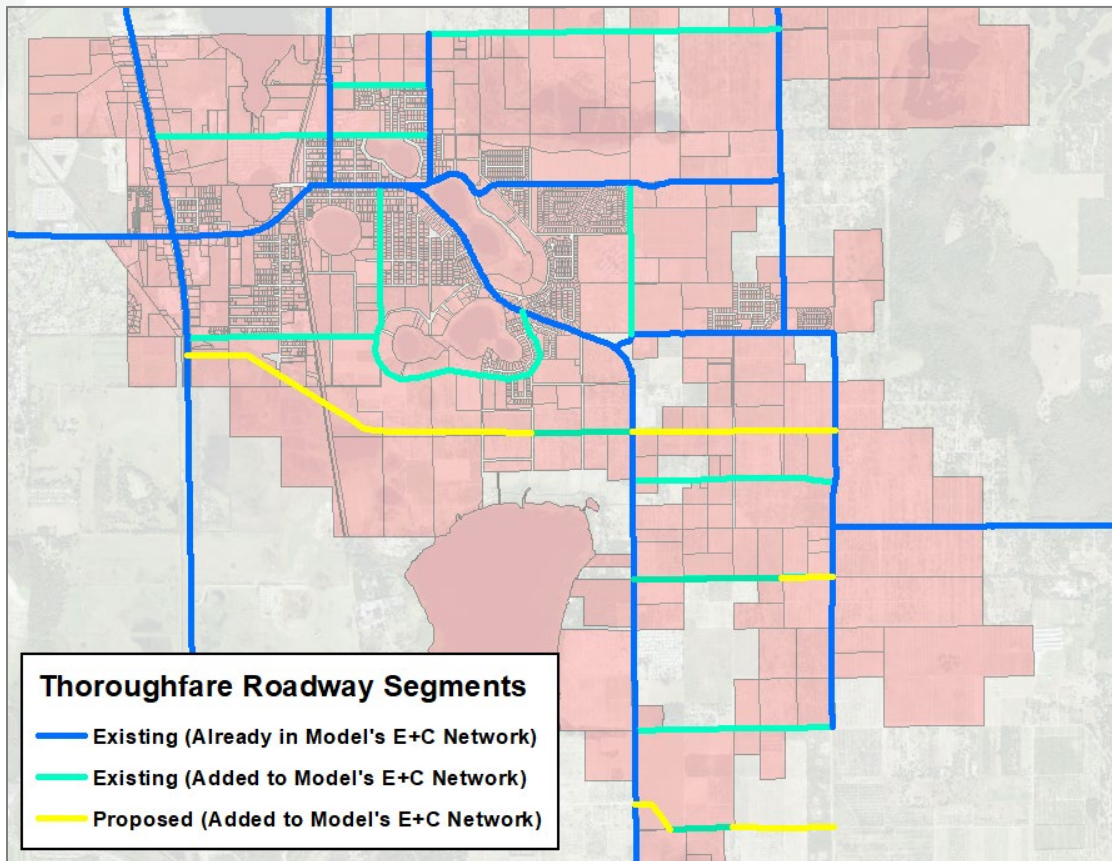 Thoroughfare Roadway Segments
Existing (Already in Model's E+C Network)
Existing (Added to Model's E+C Network)
Proposed (Added to Model's E+C Network)